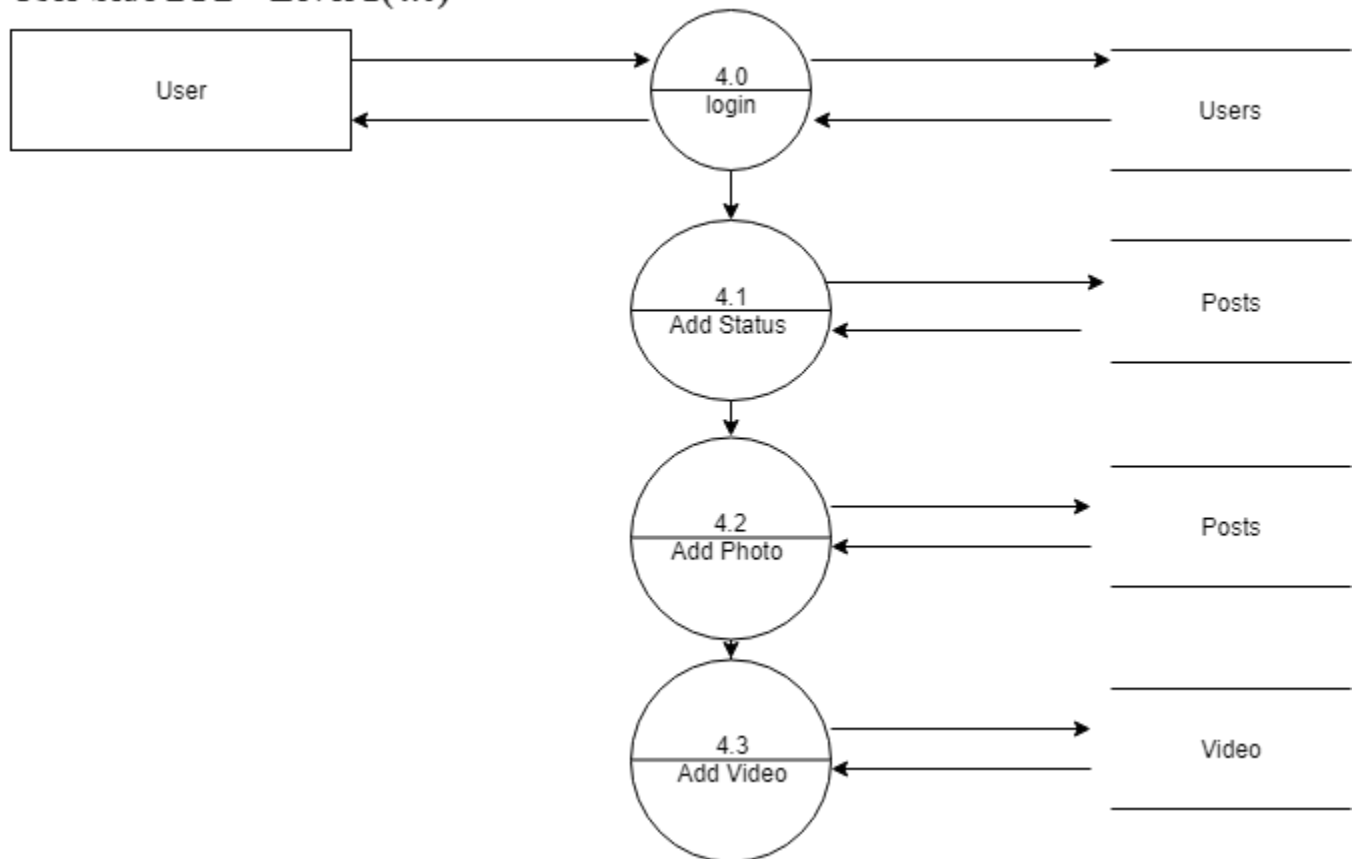 User
4.0
login
Users
4.1
Add Status
Posts
4.2
Add Photo
Posts
4.3
Add Video
Video